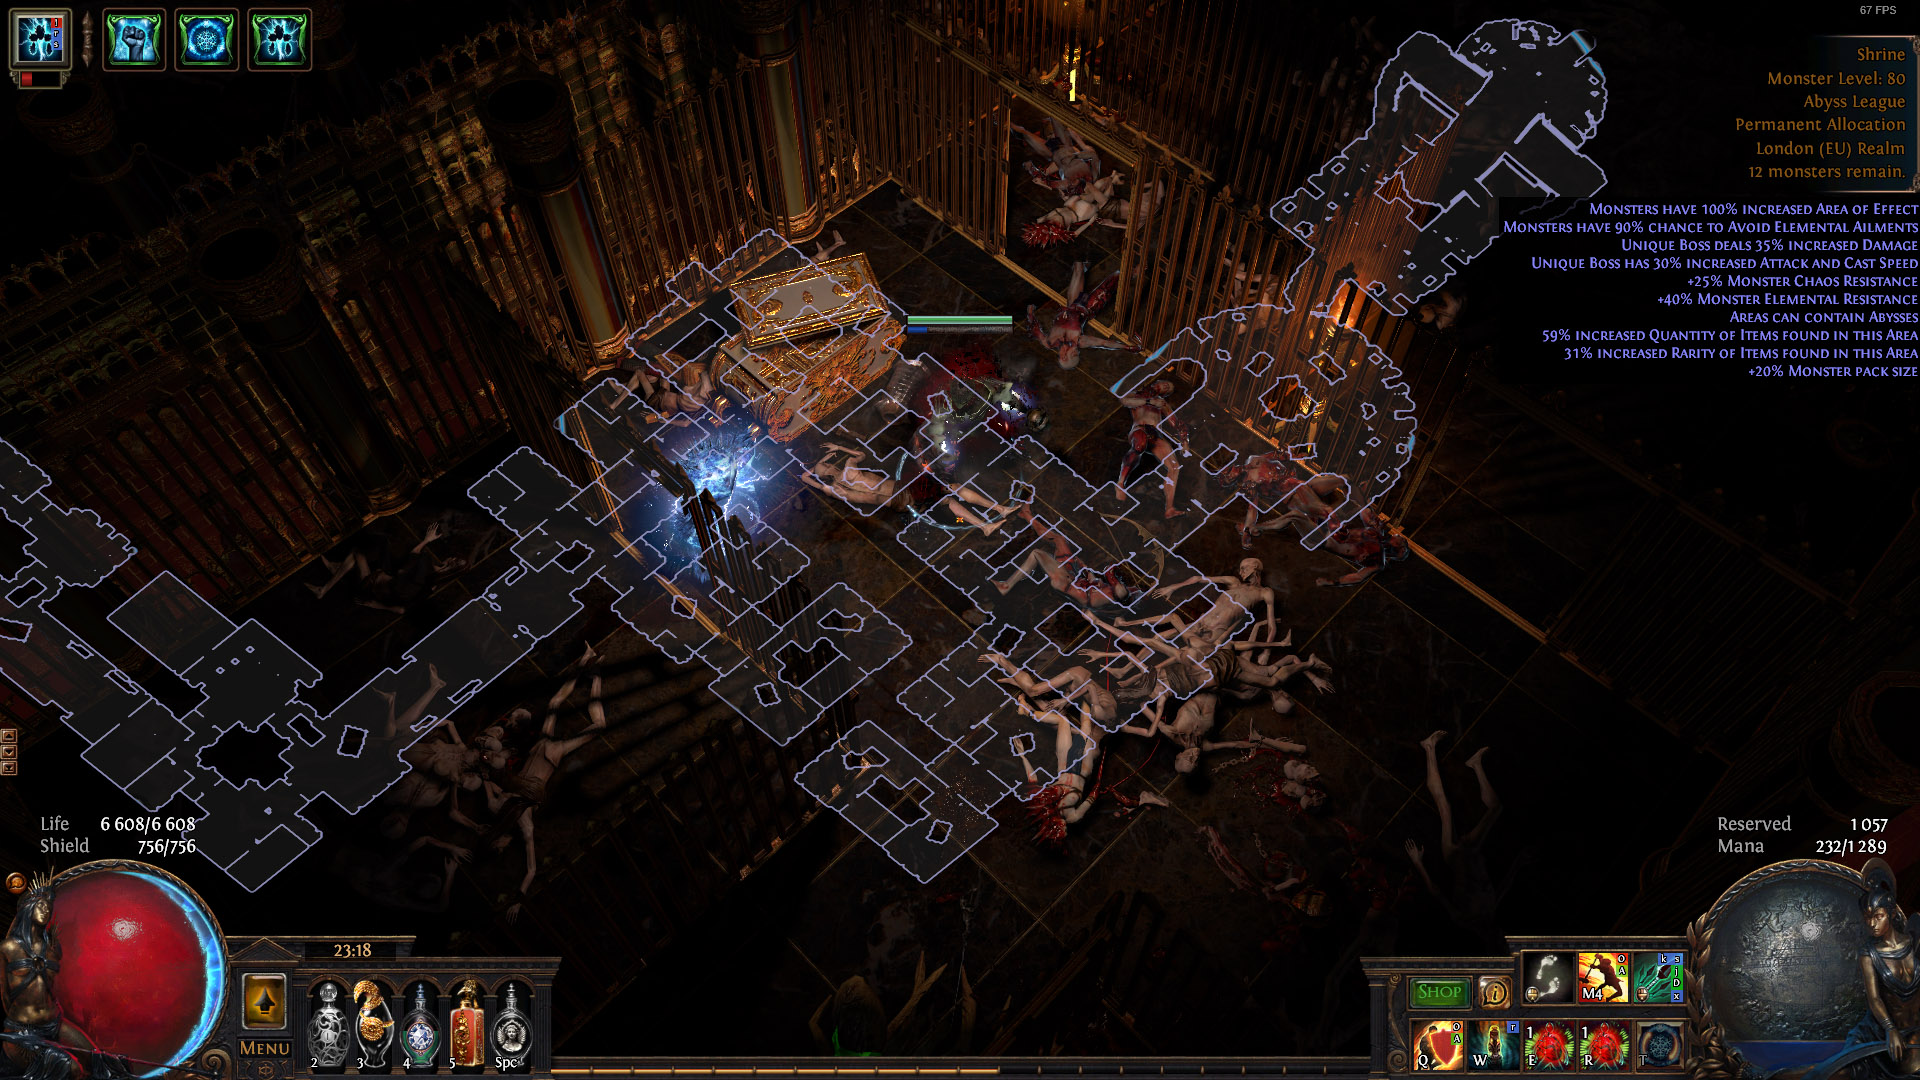 67 FPS
Shrine
Monster Level: 80
Abyss League
Permanent Allocation
London (EU) Realm
12 monsters remain.
Monsters have 100% increased Area of Effect
Monsters have 90% chance to Avoid Elemental Ailments
Unique Boss deals 35% increased Damage
Unique Boss has 30% increased Attack and Cast Speed
+25% Monster Chaos Resistance
+40% Monster Elemental Resistance
Areas can contain Abysses
59% increased Quantity of Items found in this Area
31% increased Rarity of Items found in this Area
+20% Monster pack size
Life 6 608/6 608
Shield 756/756
Reserved 1 057
Mana 232/1 289
23:18
Menu
2 3 4 5 Spc
Shop
M4 O A k s j D x
Q O A W r 1 E 1 R T
1 r s